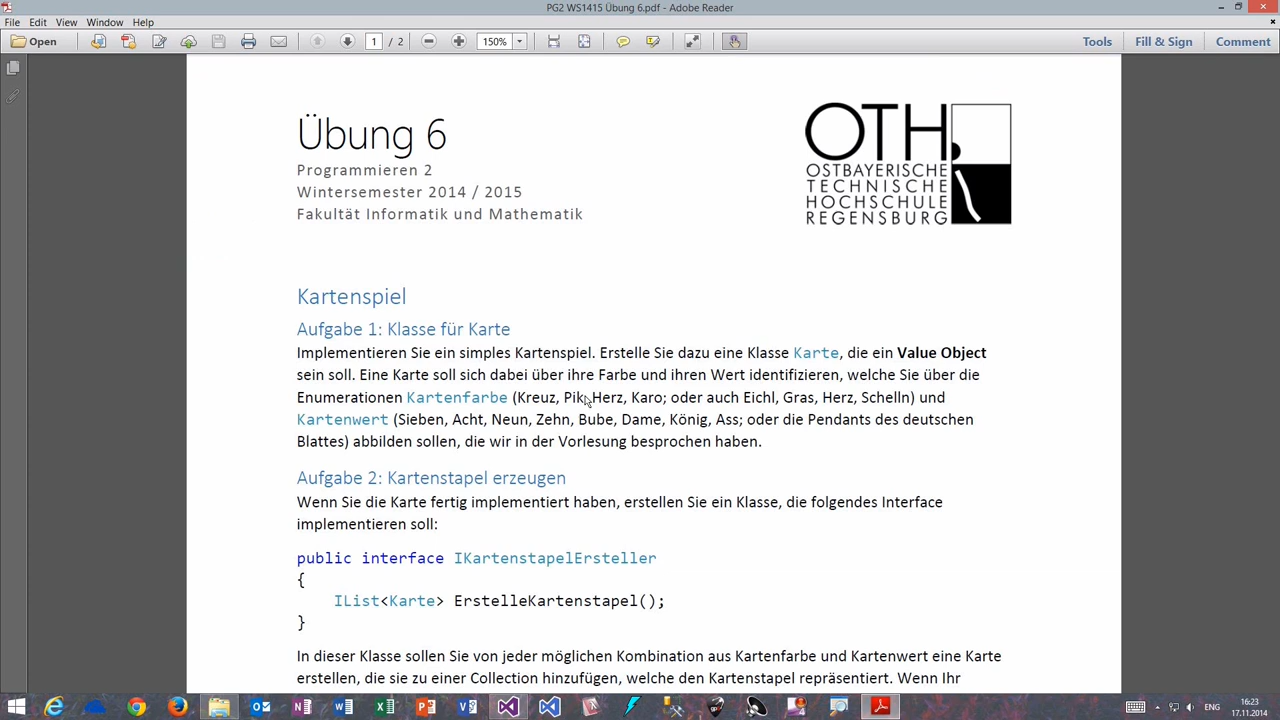 PG2 WS1415 Übung 6.pdf - Adobe Reader
File Edit View Window Help
Open 1 / 2 150% Tools Fill & Sign Comment
Übung 6
Programmieren 2
Wintersemester 2014 / 2015
Fakultät Informatik und Mathematik
OTH
OSTBAYERISCHE
TECHNISCHE
HOCHSCHULE
REGENSBURG
Kartenspiel
Aufgabe 1: Klasse für Karte
Implementieren Sie ein simples Kartenspiel. Erstelle Sie dazu eine Klasse Karte, die ein Value Object
sein soll. Eine Karte soll sich dabei über ihre Farbe und ihren Wert identifizieren, welche Sie über die
Enumerationen Kartenfarbe (Kreuz, Pik, Herz, Karo; oder auch Eichl, Gras, Herz, Schelln) und
Kartenwert (Sieben, Acht, Neun, Zehn, Bube, Dame, König, Ass; oder die Pendants des deutschen
Blattes) abbilden sollen, die wir in der Vorlesung besprochen haben.
Aufgabe 2: Kartenstapel erzeugen
Wenn Sie die Karte fertig implementiert haben, erstellen Sie ein Klasse, die folgendes Interface
implementieren soll:
public interface IKartenstapelErsteller
{
IList<Karte> ErstelleKartenstapel();
}
In dieser Klasse sollen Sie von jeder möglichen Kombination aus Kartenfarbe und Kartenwert eine Karte
erstellen, die sie zu einer Collection hinzufügen, welche den Kartenstapel repräsentiert. Wenn Ihr
ENG 16:23
17.11.2014